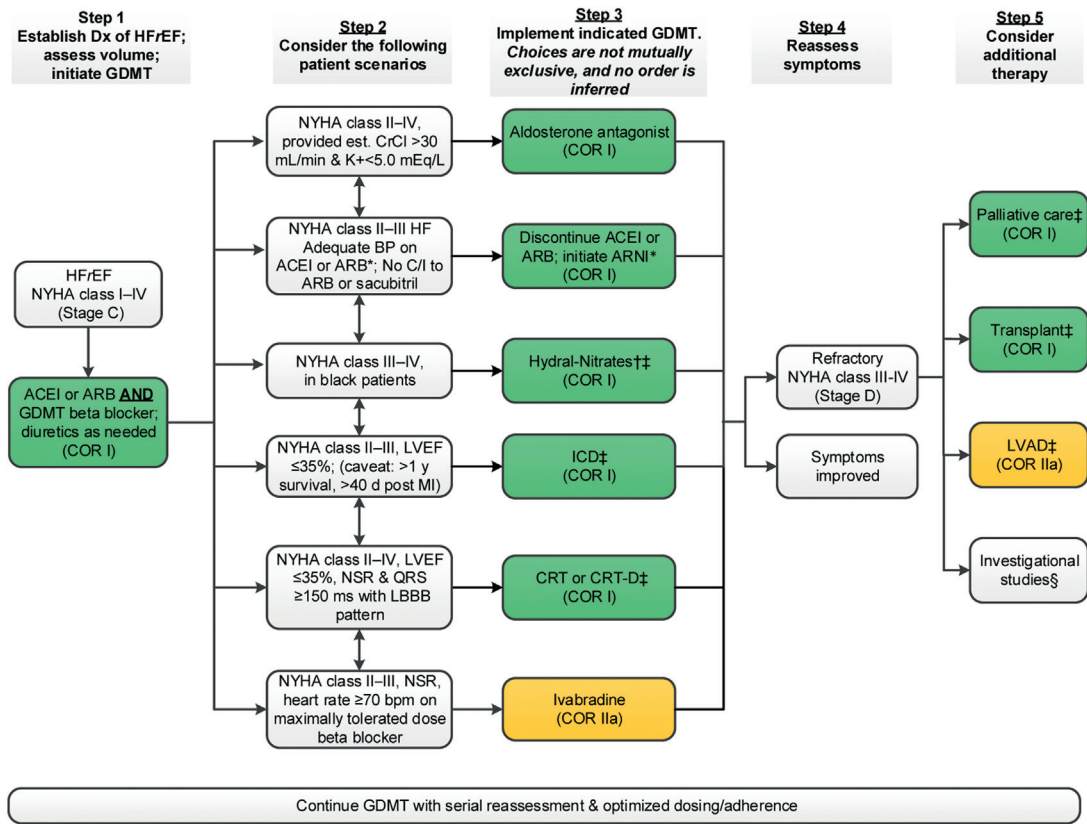 Step 1
Establish Dx of HFrEF;
assess volume;
initiate GDMT
Step 2
Consider the following
patient scenarios
Step 3
Implement indicated GDMT.
Choices are not mutually
exclusive, and no order is
inferred
Step 4
Reassess
symptoms
Step 5
Consider
additional
therapy
HFrEF
NYHA class I–IV
(Stage C)
ACEI or ARB AND
GDMT beta blocker;
diuretics as needed
(COR I)
NYHA class II–IV,
provided est. CrCl >30
mL/min & K+<5.0 mEq/L
NYHA class II–III HF
Adequate BP on
ACEI or ARB*; No C/I to
ARB or sacubitril
NYHA class III–IV,
in black patients
NYHA class II–III, LVEF
≤35%; (caveat: >1 y
survival, >40 d post MI)
NYHA class II–IV, LVEF
≤35%, NSR & QRS
≥150 ms with LBBB
pattern
NYHA class II–III, NSR,
heart rate ≥70 bpm on
maximally tolerated dose
beta blocker
Aldosterone antagonist
(COR I)
Discontinue ACEI or
ARB; initiate ARNI*
(COR I)
Hydral-Nitrates†‡
(COR I)
ICD‡
(COR I)
CRT or CRT-D‡
(COR I)
Ivabradine
(COR IIa)
Refractory
NYHA class III-IV
(Stage D)
Symptoms
improved
Palliative care‡
(COR I)
Transplant‡
(COR I)
LVAD‡
(COR IIa)
Investigational
studies§
Continue GDMT with serial reassessment & optimized dosing/adherence